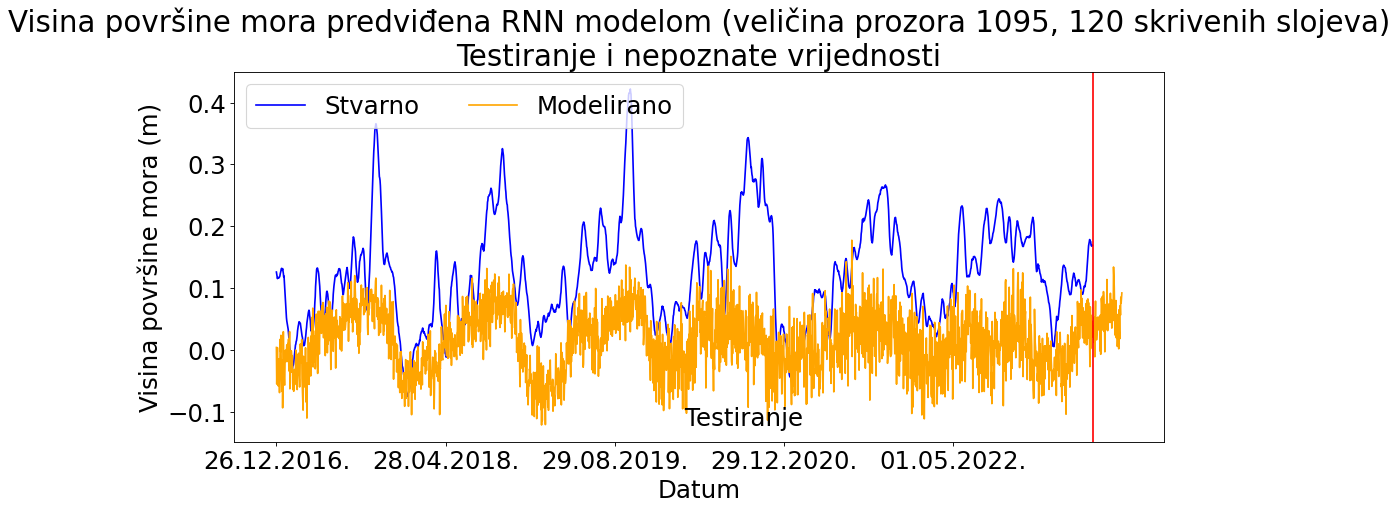 Visina površine mora predviđena RNN modelom (veličina prozora 1095, 120 skrivenih slojeva)
Testiranje i nepoznate vrijednosti
Stvarno
Modelirano
Visina površine mora (m)
0.4
0.3
0.2
0.1
0.0
−0.1
Testiranje
26.12.2016.
28.04.2018.
29.08.2019.
29.12.2020.
01.05.2022.
Datum